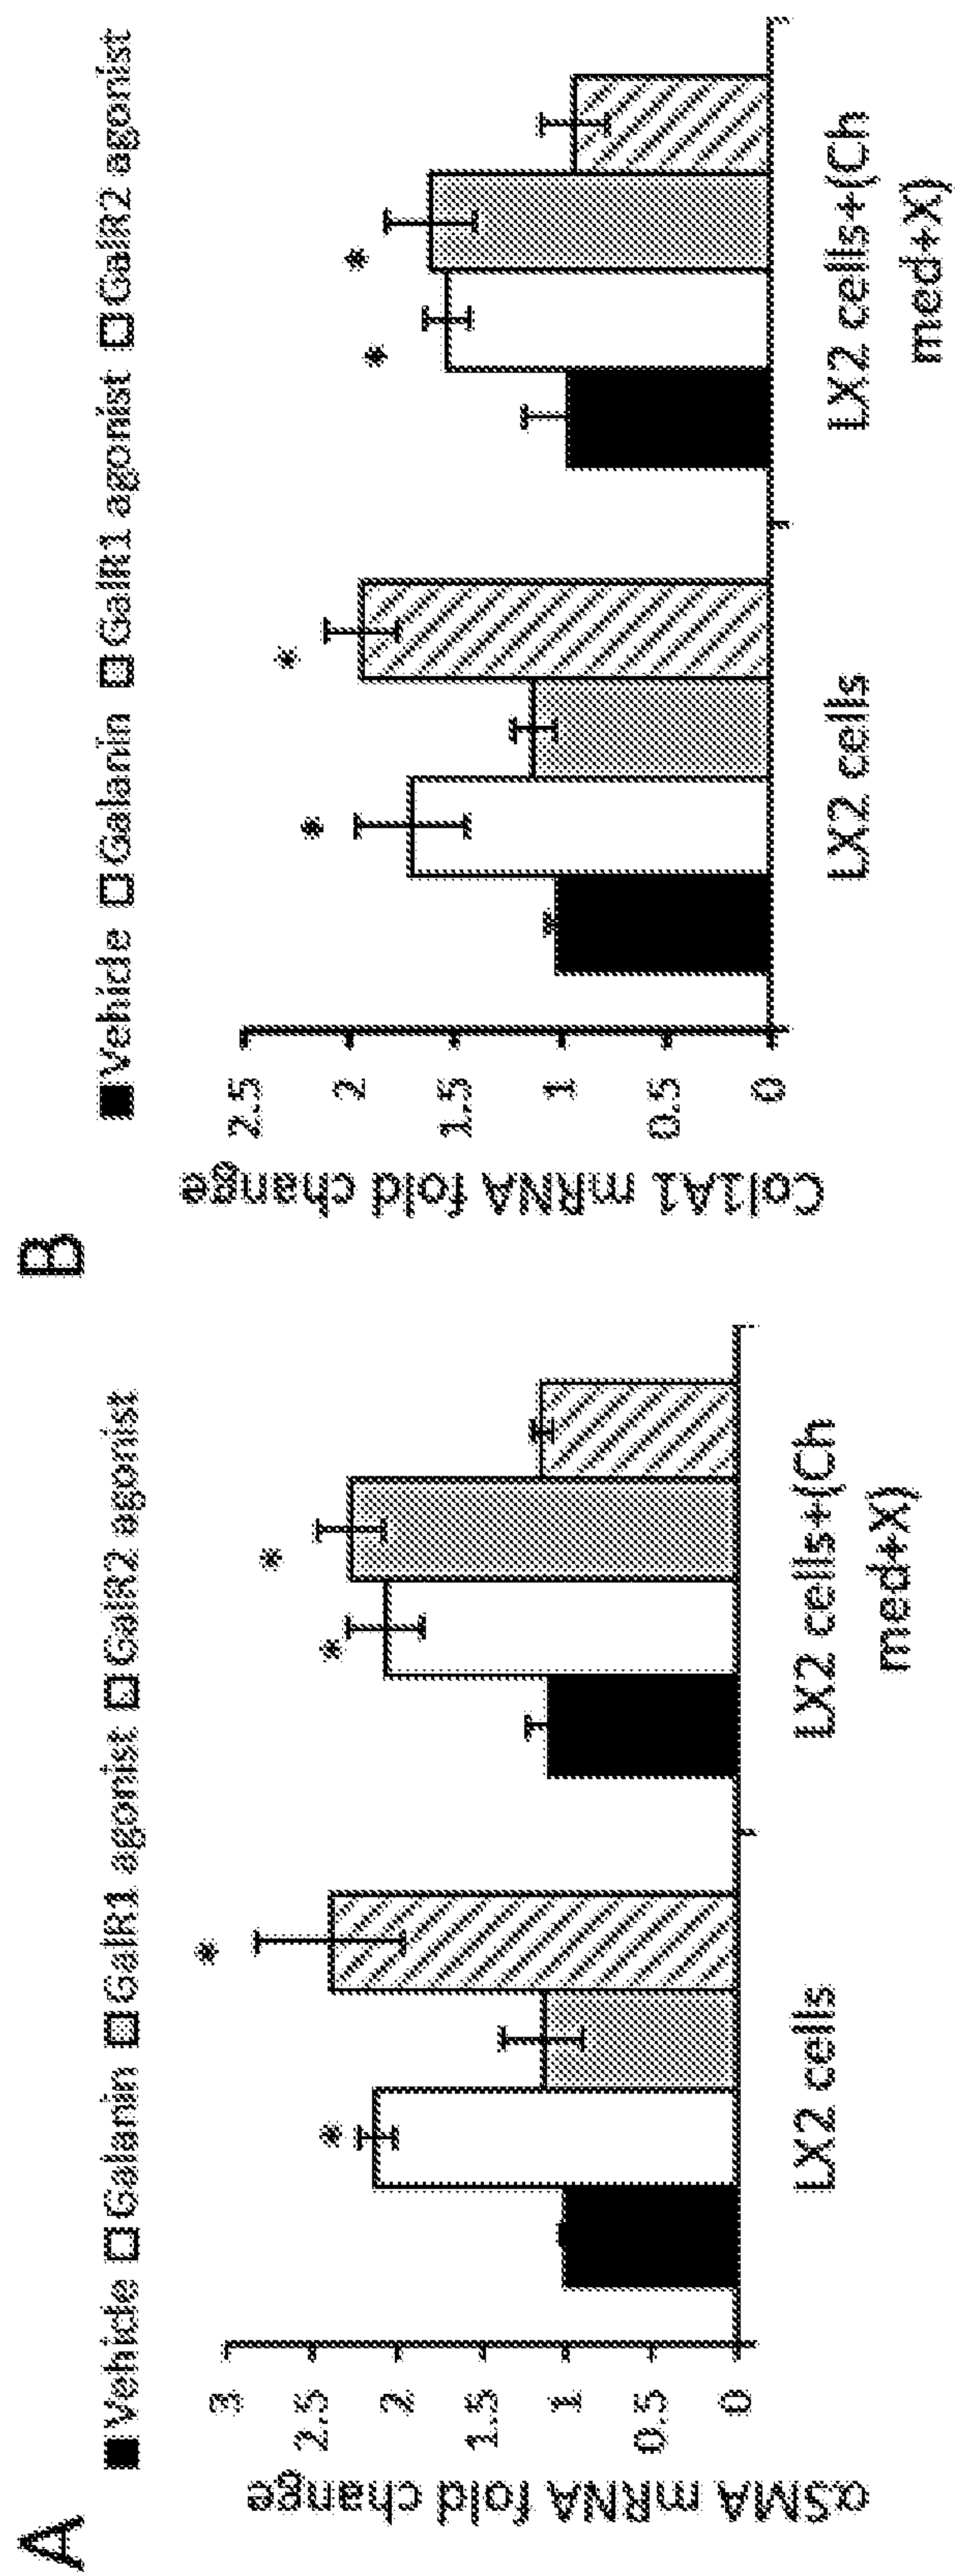 A
■Vehicle □Galanin □GalR1 agonist □GalR2 agonist
αSMA mRNA fold change
3
2.5
2
1.5
1
0.5
0
*
*
*
*
LX2 cells
LX2 cells+(Ch
med+X)
B
■Vehicle □Galanin □GalR1 agonist □GalR2 agonist
Col1A1 mRNA fold change
2.5
2
1.5
1
0.5
0
*
*
*
*
LX2 cells
LX2 cells+(Ch
med+X)